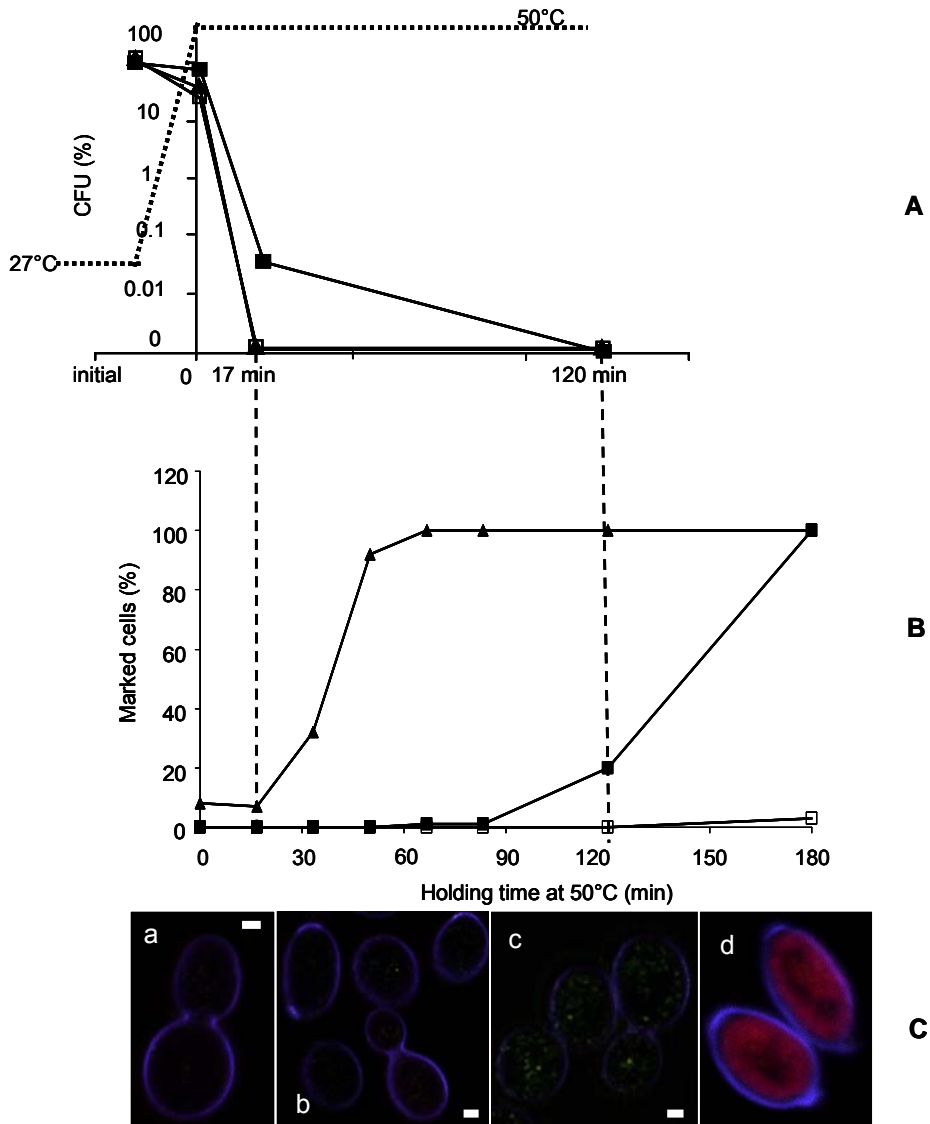 50°C
100
10
1
0.1
0.01
0
CFU (%)
27°C
initial 0 17 min 120 min
A
120
100
80
60
40
20
0
Marked cells (%)
0 30 60 90 120 150 180
Holding time at 50°C (min)
B
a
b
c
d
C